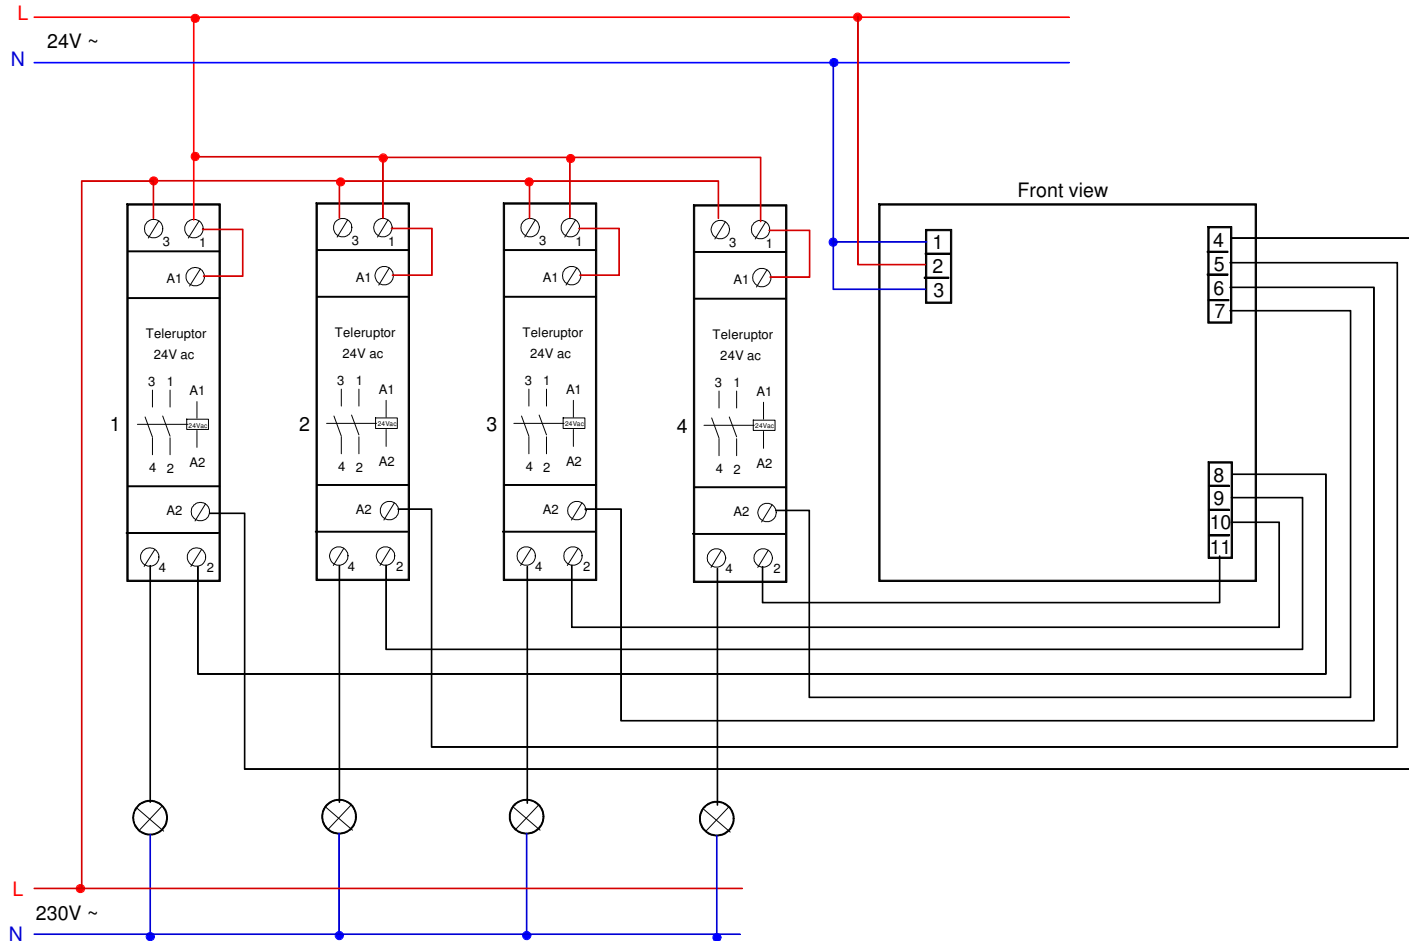 L
24V ~
N
Front view
3 1
3 1
3 1
3 1
1
2
3
4
5
6
7
A1
A1
A1
A1
Teleruptor
24V ac
Teleruptor
24V ac
Teleruptor
24V ac
Teleruptor
24V ac
3 1 A1
3 1 A1
3 1 A1
3 1 A1
1
24Vac
2
24Vac
3
24Vac
4
24Vac
4 2 A2
4 2 A2
4 2 A2
4 2 A2
8
9
10
11
A2
A2
A2
A2
4 2
4 2
4 2
4 2
L
230V ~
N